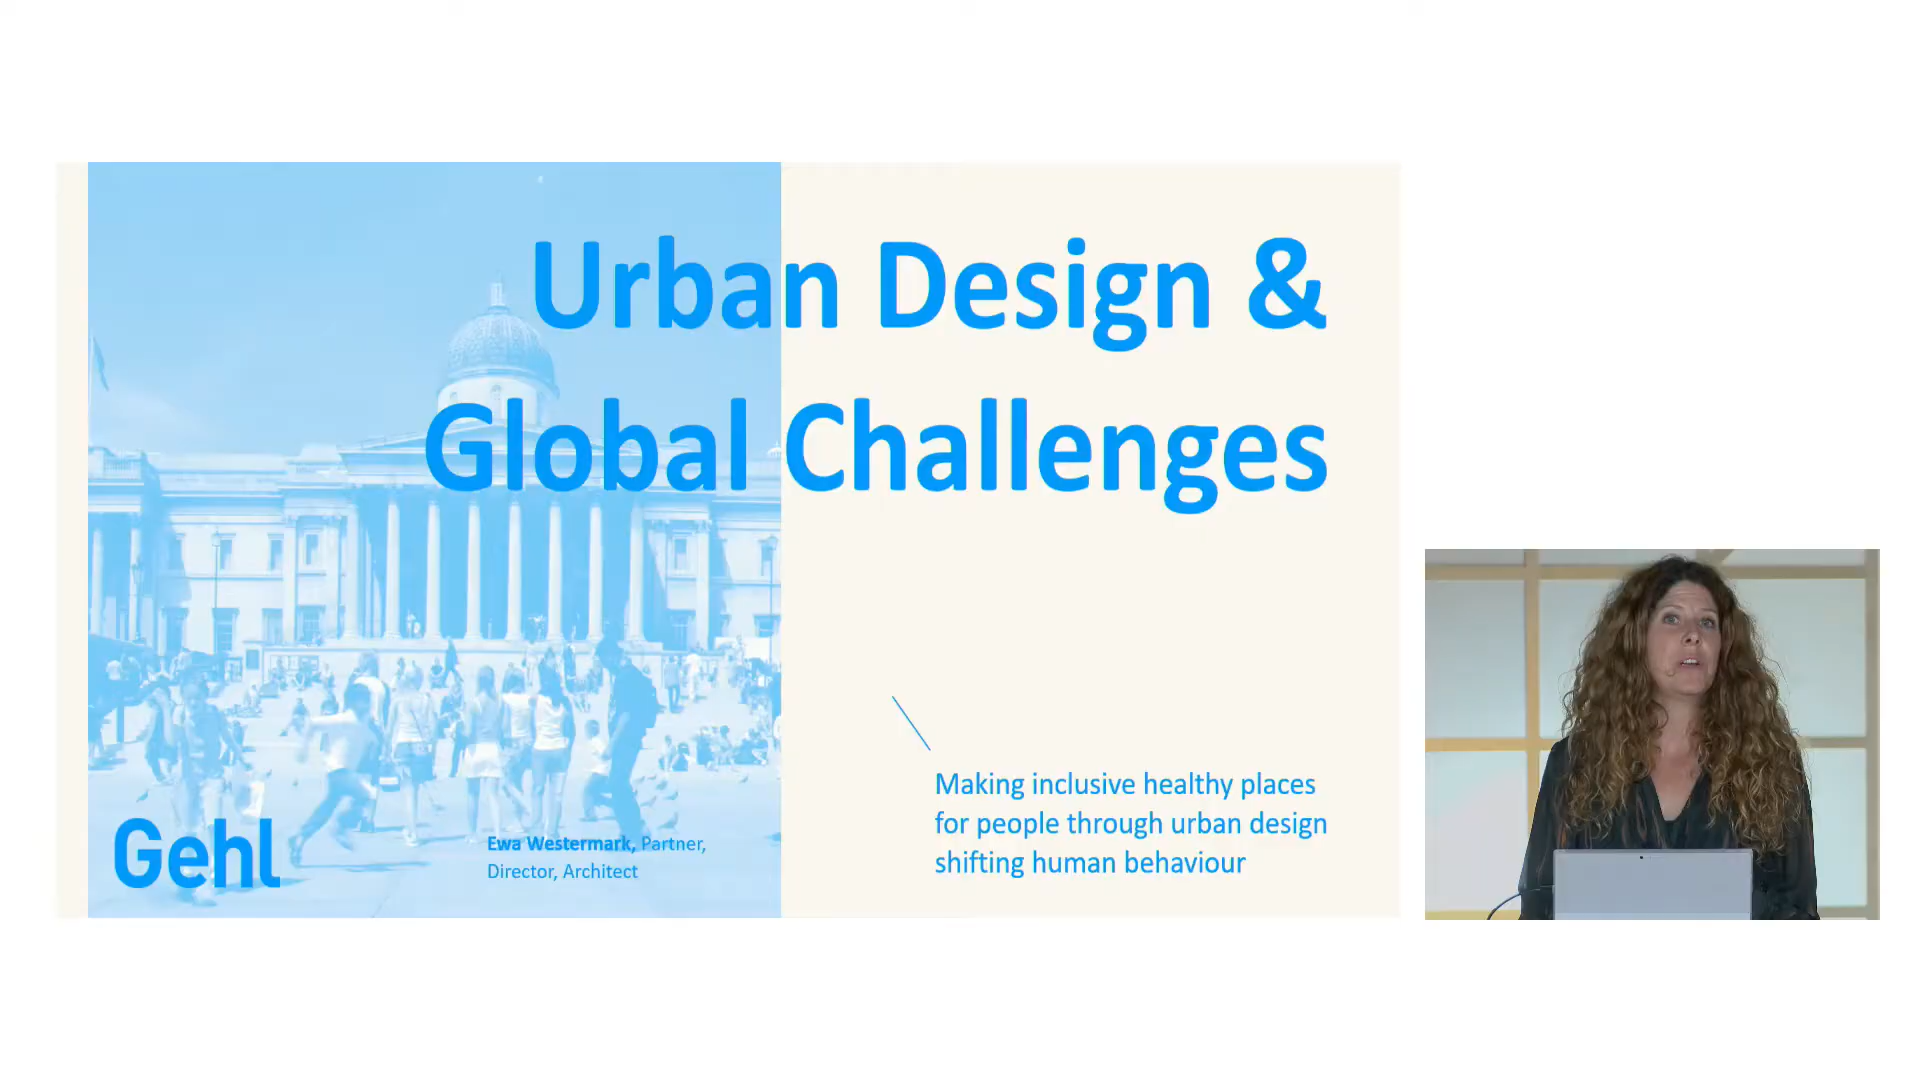 Urban Design &
Global Challenges
Making inclusive healthy places
for people through urban design
shifting human behaviour
Gehl
Ewa Westermark, Partner,
Director, Architect